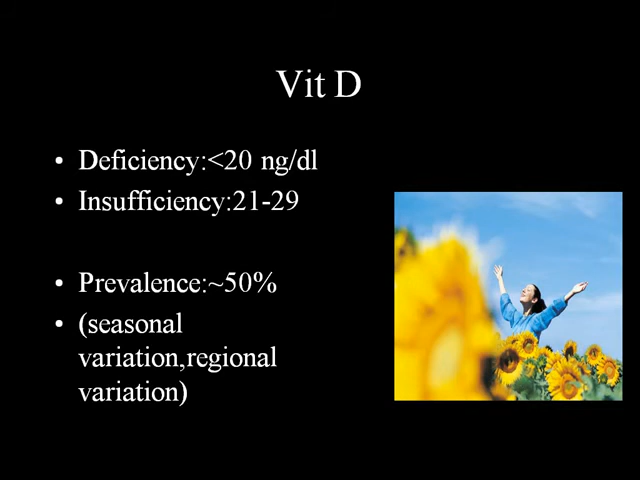 Vit D
• Deficiency:<20 ng/dl
• Insufficiency:21-29
• Prevalence:~50%
• (seasonal
variation,regional
variation)